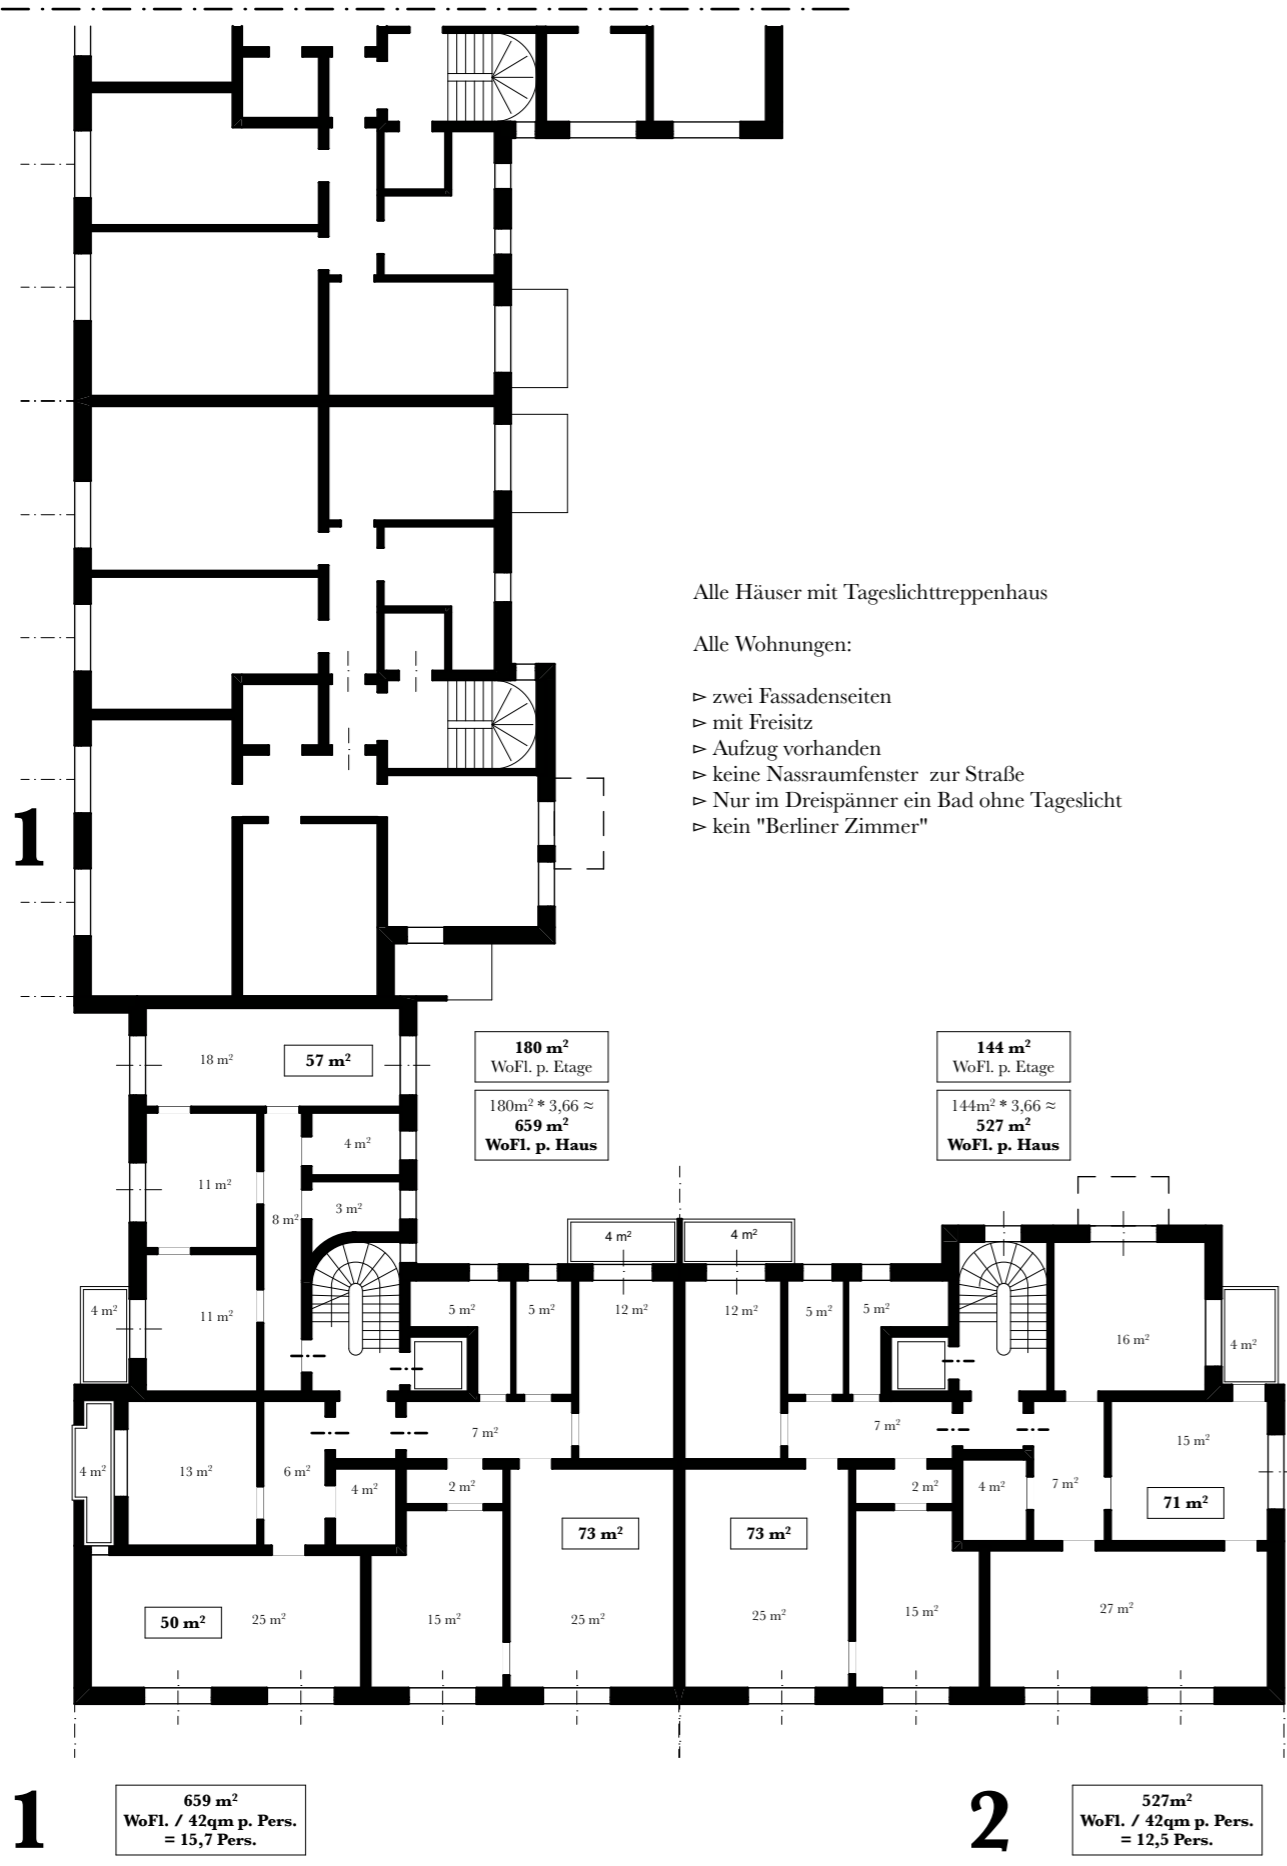 Alle Häuser mit Tageslichttreppenhaus
Alle Wohnungen:
▻ zwei Fassadenseiten
▻ mit Freisitz
▻ Aufzug vorhanden
▻ keine Nassraumfenster zur Straße
▻ Nur im Dreispänner ein Bad ohne Tageslicht
▻ kein "Berliner Zimmer"
1
18 m²
57 m²
180 m²
WoFl. p. Etage
180m² * 3,66 ≈
659 m²
WoFl. p. Haus
144 m²
WoFl. p. Etage
144m² * 3,66 ≈
527 m²
WoFl. p. Haus
4 m²
11 m²
3 m²
8 m²
4 m²
4 m²
4 m²
11 m²
5 m²
5 m²
12 m²
12 m²
5 m²
5 m²
16 m²
4 m²
7 m²
7 m²
15 m²
4 m²
13 m²
6 m²
4 m²
2 m²
2 m²
4 m²
7 m²
71 m²
73 m²
73 m²
50 m²
25 m²
15 m²
25 m²
25 m²
15 m²
27 m²
1
659 m²
WoFl. / 42qm p. Pers.
= 15,7 Pers.
2
527m²
WoFl. / 42qm p. Pers.
= 12,5 Pers.